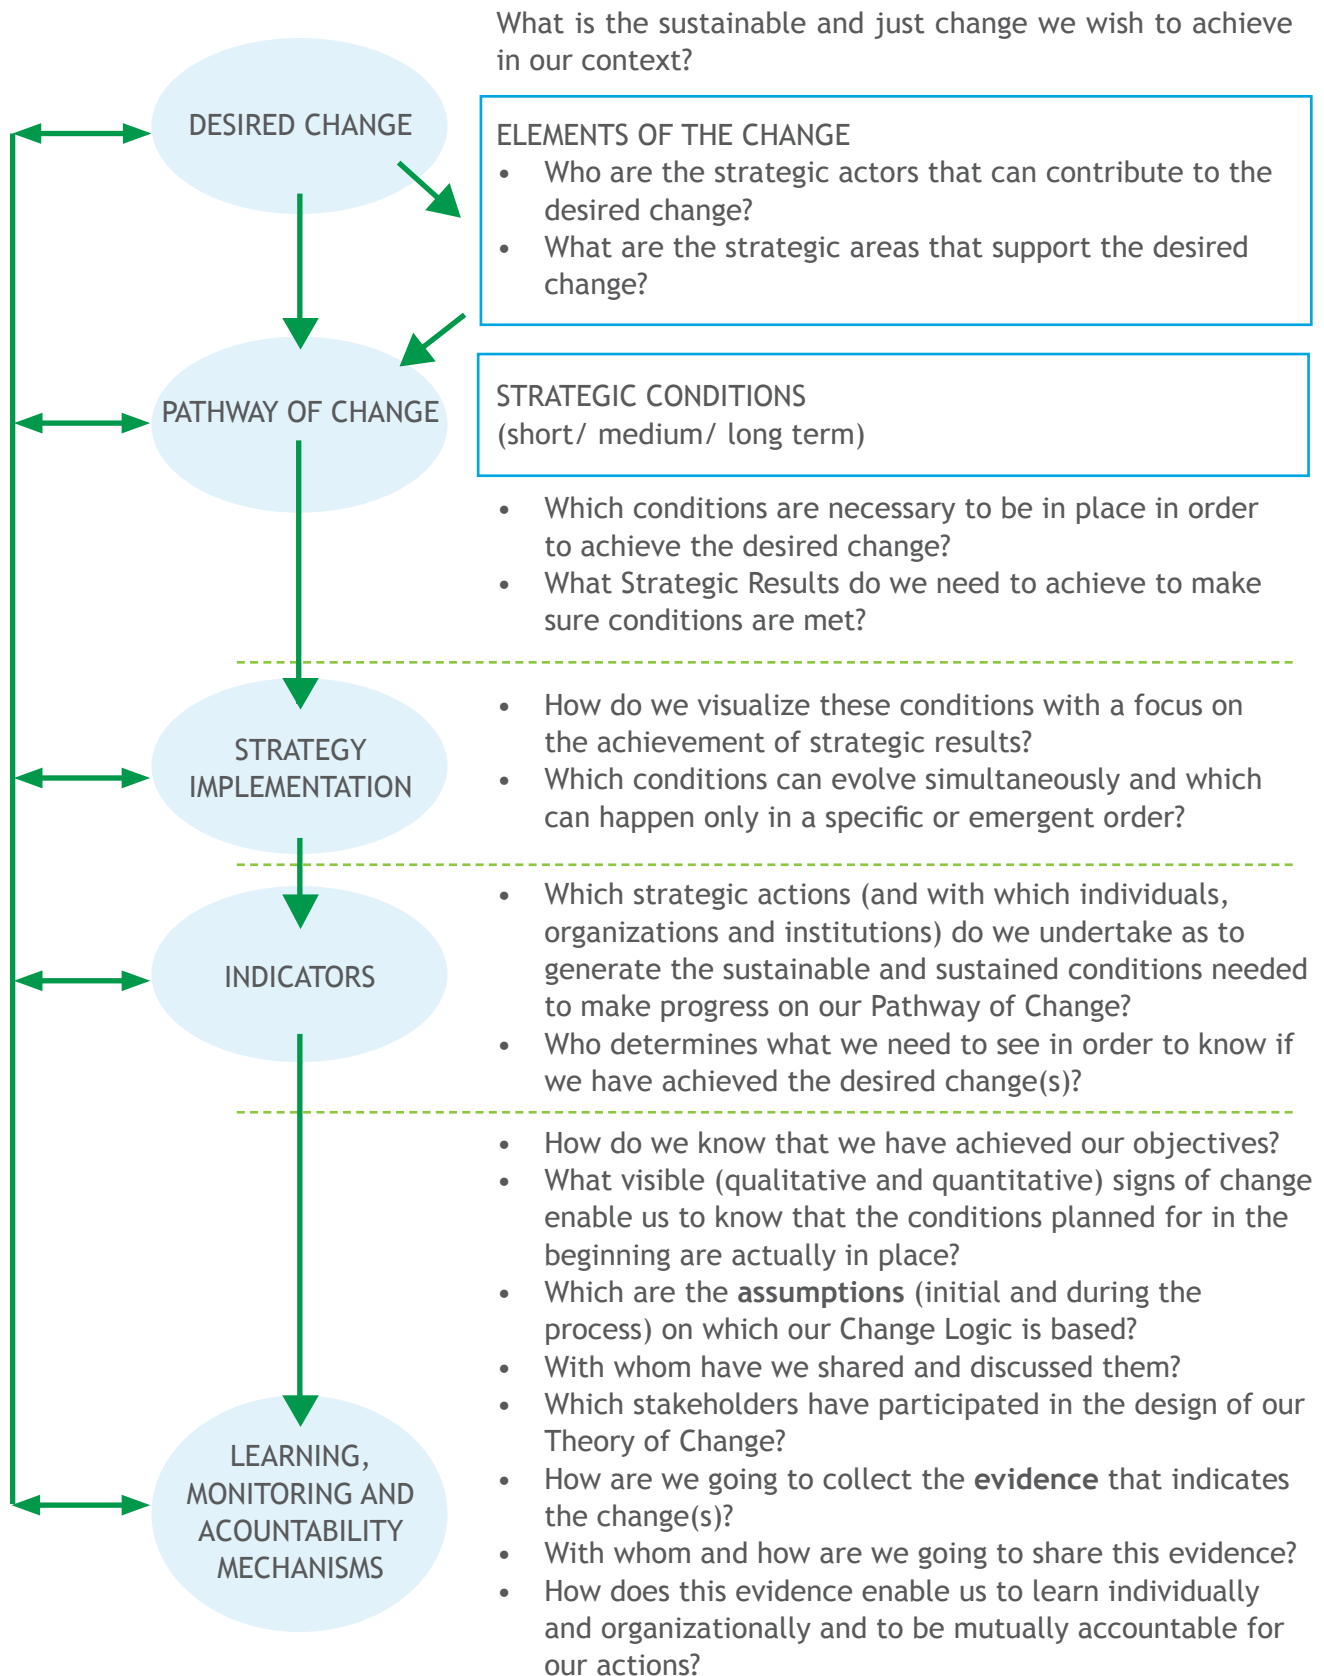 What is the sustainable and just change we wish to achieve
in our context?
DESIRED CHANGE
ELEMENTS OF THE CHANGE
• Who are the strategic actors that can contribute to the
desired change?
• What are the strategic areas that support the desired
change?
PATHWAY OF CHANGE
STRATEGIC CONDITIONS
(short/ medium/ long term)
• Which conditions are necessary to be in place in order
to achieve the desired change?
• What Strategic Results do we need to achieve to make
sure conditions are met?
STRATEGY
IMPLEMENTATION
• How do we visualize these conditions with a focus on
the achievement of strategic results?
• Which conditions can evolve simultaneously and which
can happen only in a specific or emergent order?
INDICATORS
• Which strategic actions (and with which individuals,
organizations and institutions) do we undertake as to
generate the sustainable and sustained conditions needed
to make progress on our Pathway of Change?
• Who determines what we need to see in order to know if
we have achieved the desired change(s)?
• How do we know that we have achieved our objectives?
• What visible (qualitative and quantitative) signs of change
enable us to know that the conditions planned for in the
beginning are actually in place?
• Which are the assumptions (initial and during the
process) on which our Change Logic is based?
• With whom have we shared and discussed them?
• Which stakeholders have participated in the design of our
Theory of Change?
• How are we going to collect the evidence that indicates
the change(s)?
• With whom and how are we going to share this evidence?
• How does this evidence enable us to learn individually
and organizationally and to be mutually accountable for
our actions?
LEARNING,
MONITORING AND
ACOUNTABILITY
MECHANISMS